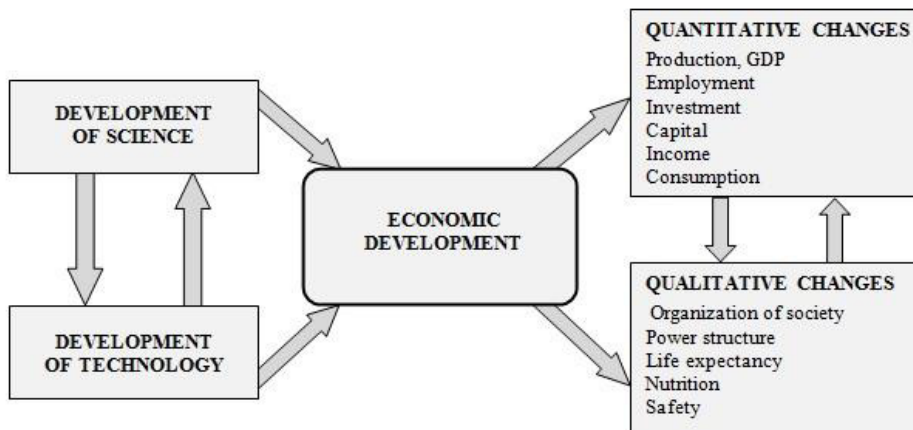 DEVELOPMENT
OF SCIENCE
DEVELOPMENT
OF TECHNOLOGY
ECONOMIC
DEVELOPMENT
QUANTITATIVE CHANGES
Production, GDP
Employment
Investment
Capital
Income
Consumption
QUALITATIVE CHANGES
Organization of society
Power structure
Life expectancy
Nutrition
Safety